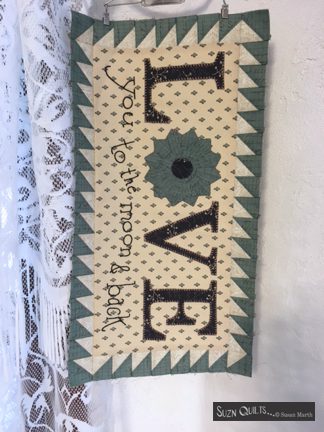 LOVE
you to the moon & back
SUZN QUILTS...© Susan Marth